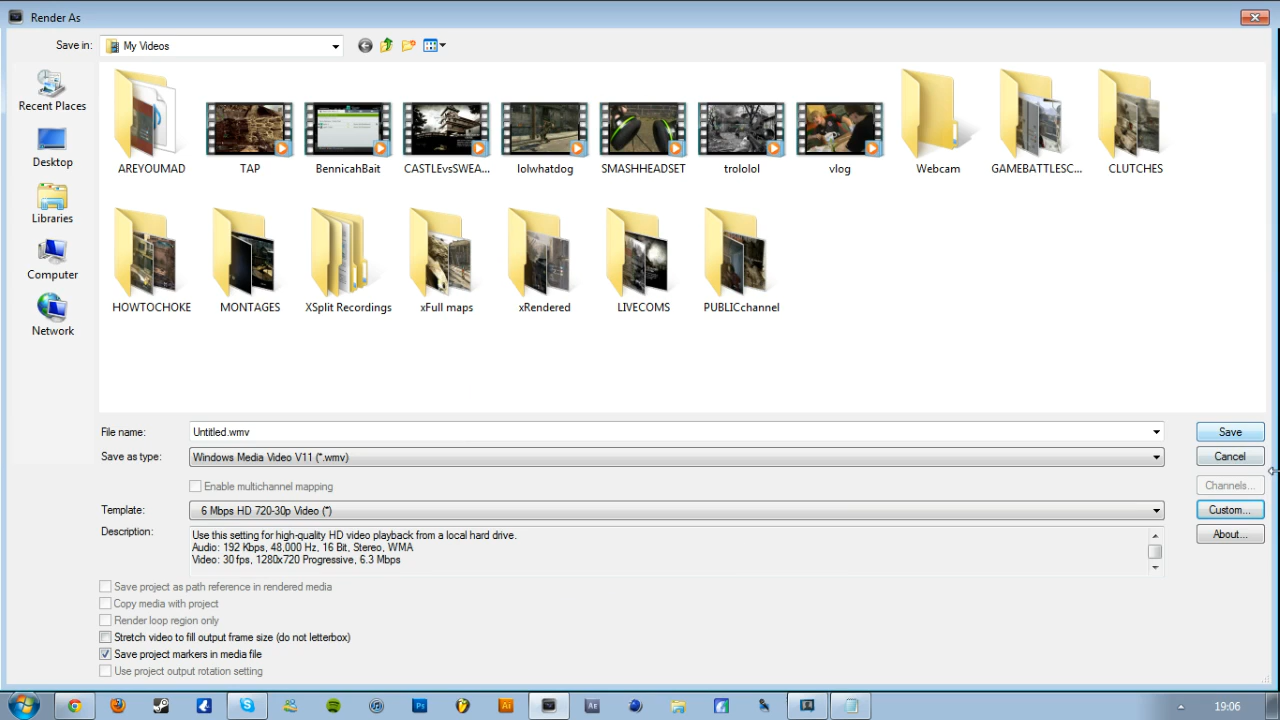 Render As
Save in:
My Videos
Recent Places
Desktop
Libraries
Computer
Network
AREYOUMAD
TAP
BennicahBait
CASTLEvsSWEA...
lolwhatdog
SMASHHEADSET
trololol
vlog
Webcam
GAMEBATTLESC...
CLUTCHES
HOWTOCHOKE
MONTAGES
XSplit Recordings
xFull maps
xRendered
LIVECOMS
PUBLICchannel
File name:
Untitled.wmv
Save
Save as type:
Windows Media Video V11 (*.wmv)
Cancel
Enable multichannel mapping
Channels...
Template:
6 Mbps HD 720-30p Video (*)
Custom...
Description:
Use this setting for high-quality HD video playback from a local hard drive.
Audio: 192 Kbps, 48,000 Hz, 16 Bit, Stereo, WMA
Video: 30 fps, 1280x720 Progressive, 6.3 Mbps
About...
Save project as path reference in rendered media
Copy media with project
Render loop region only
Stretch video to fill output frame size (do not letterbox)
Save project markers in media file
Use project output rotation setting
Ps
Ai
Ae
19:06